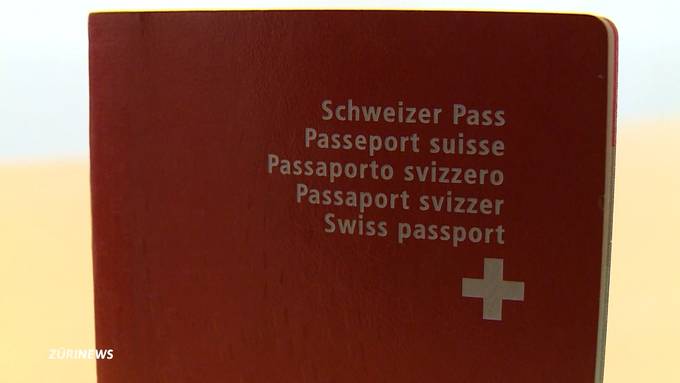 Schweizer Pass
Passeport suisse
Passaporto svizzero
Passaport svizzer
Swiss passport
ZÜRINEWS